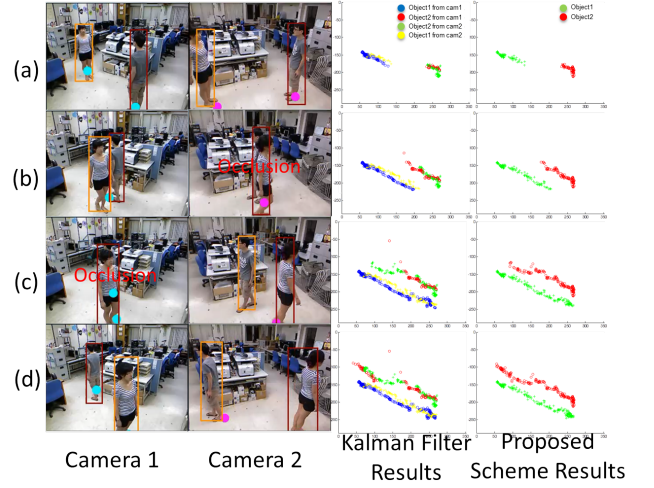 Object1 from cam1
Object2 from cam1
Object2 from cam2
Object1 from cam2
Object1
Object2
(a)
(b)
Occlusion
(c)
Occlusion
(d)
Camera 1
Camera 2
Kalman Filter
Results
Proposed
Scheme Results